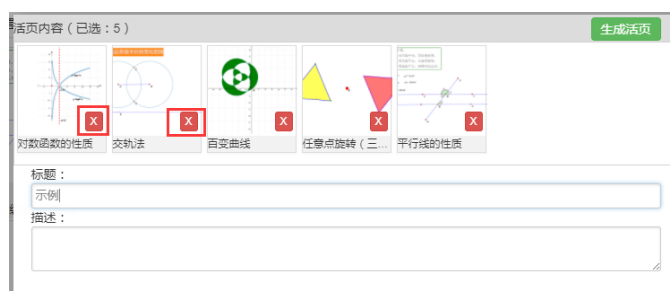 活页内容（已选：5）
生成活页
X X X X X
对数函数的性质 交轨法 百变曲线 任意点旋转（三... 平行线的性质
标题：
示例
描述：